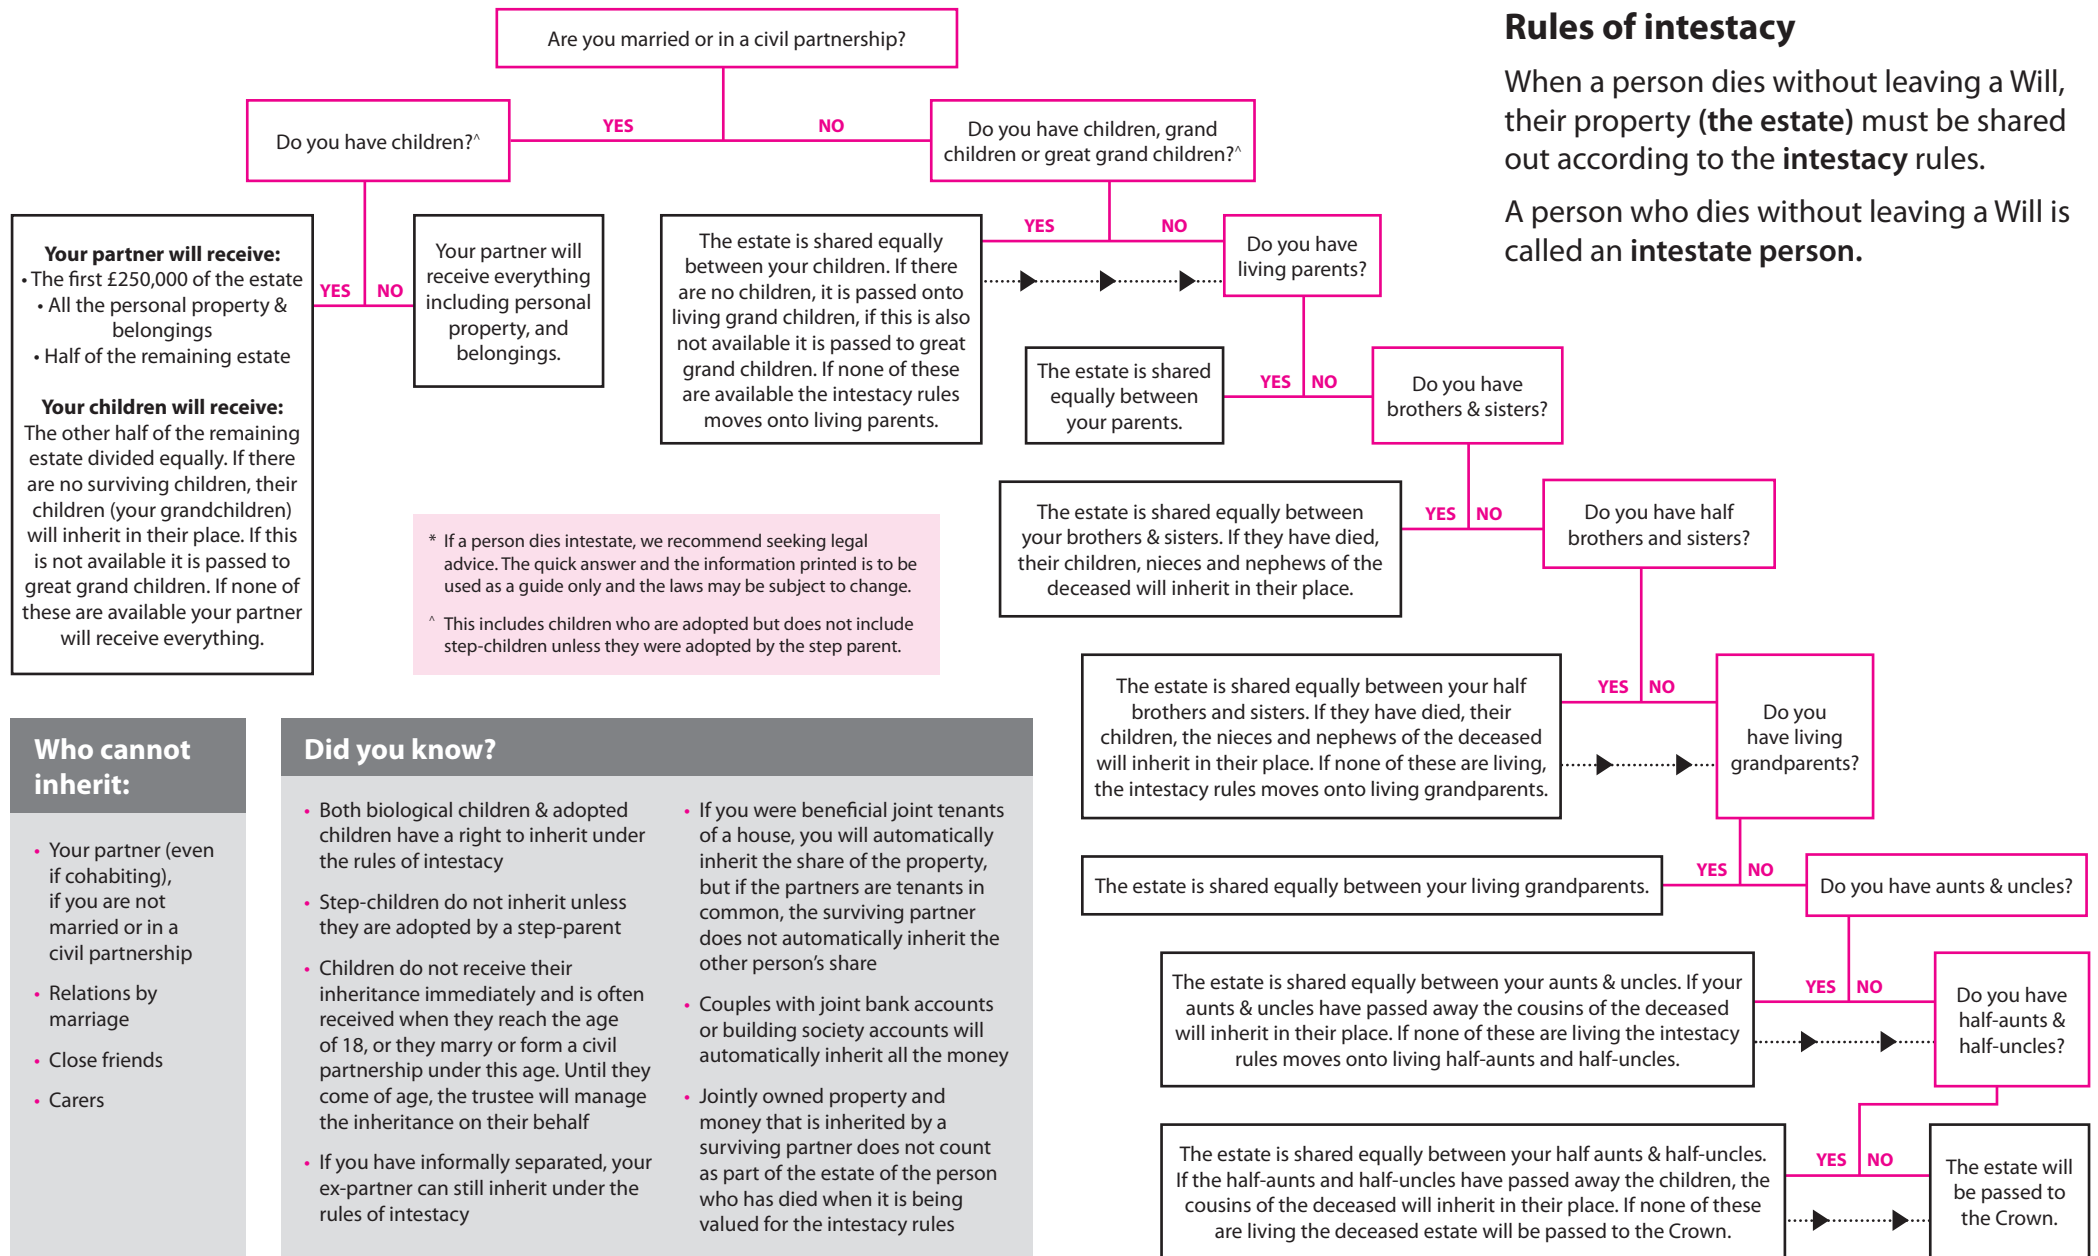 Rules of intestacy
When a person dies without leaving a Will,
their property (the estate) must be shared
out according to the intestacy rules.
A person who dies without leaving a Will is
called an intestate person.
Are you married or in a civil partnership?
YES
NO
Do you have children?^
Do you have children, grand
children or great grand children?^
YES
NO
Your partner will receive:
• The first £250,000 of the estate
• All the personal property &
belongings
• Half of the remaining estate
Your children will receive:
The other half of the remaining
estate divided equally. If there
are no surviving children, their
children (your grandchildren)
will inherit in their place. If this
is not available it is passed to
great grand children. If none of
these are available your partner
will receive everything.
Your partner will
receive everything
including personal
property, and
belongings.
YES
NO
The estate is shared equally
between your children. If there
are no children, it is passed onto
living grand children, if this is also
not available it is passed to great
grand children. If none of these
are available the intestacy rules
moves onto living parents.
Do you have
living parents?
YES
NO
The estate is shared
equally between
your parents.
Do you have
brothers & sisters?
YES
NO
The estate is shared equally between
your brothers & sisters. If they have died,
their children, nieces and nephews of the
deceased will inherit in their place.
Do you have half
brothers and sisters?
YES
NO
The estate is shared equally between your half
brothers and sisters. If they have died, their
children, the nieces and nephews of the deceased
will inherit in their place. If none of these are living,
the intestacy rules moves onto living grandparents.
Do you
have living
grandparents?
YES
NO
The estate is shared equally between your living grandparents.
Do you have aunts & uncles?
YES
NO
The estate is shared equally between your aunts & uncles. If your
aunts & uncles have passed away the cousins of the deceased
will inherit in their place. If none of these are living the intestacy
rules moves onto living half-aunts and half-uncles.
Do you have
half-aunts &
half-uncles?
YES
NO
The estate is shared equally between your half aunts & half-uncles.
If the half-aunts and half-uncles have passed away the children, the
cousins of the deceased will inherit in their place. If none of these
are living the deceased estate will be passed to the Crown.
The estate will
be passed to
the Crown.
* If a person dies intestate, we recommend seeking legal
advice. The quick answer and the information printed is to be
used as a guide only and the laws may be subject to change.
^ This includes children who are adopted but does not include
step-children unless they were adopted by the step parent.
Who cannot
inherit:
• Your partner (even
if cohabiting),
if you are not
married or in a
civil partnership
• Relations by
marriage
• Close friends
• Carers
Did you know?
• Both biological children & adopted
children have a right to inherit under
the rules of intestacy
• Step-children do not inherit unless
they are adopted by a step-parent
• Children do not receive their
inheritance immediately and is often
received when they reach the age
of 18, or they marry or form a civil
partnership under this age. Until they
come of age, the trustee will manage
the inheritance on their behalf
• If you have informally separated, your
ex-partner can still inherit under the
rules of intestacy
• If you were beneficial joint tenants
of a house, you will automatically
inherit the share of the property,
but if the partners are tenants in
common, the surviving partner
does not automatically inherit the
other person's share
• Couples with joint bank accounts
or building society accounts will
automatically inherit all the money
• Jointly owned property and
money that is inherited by a
surviving partner does not count
as part of the estate of the person
who has died when it is being
valued for the intestacy rules